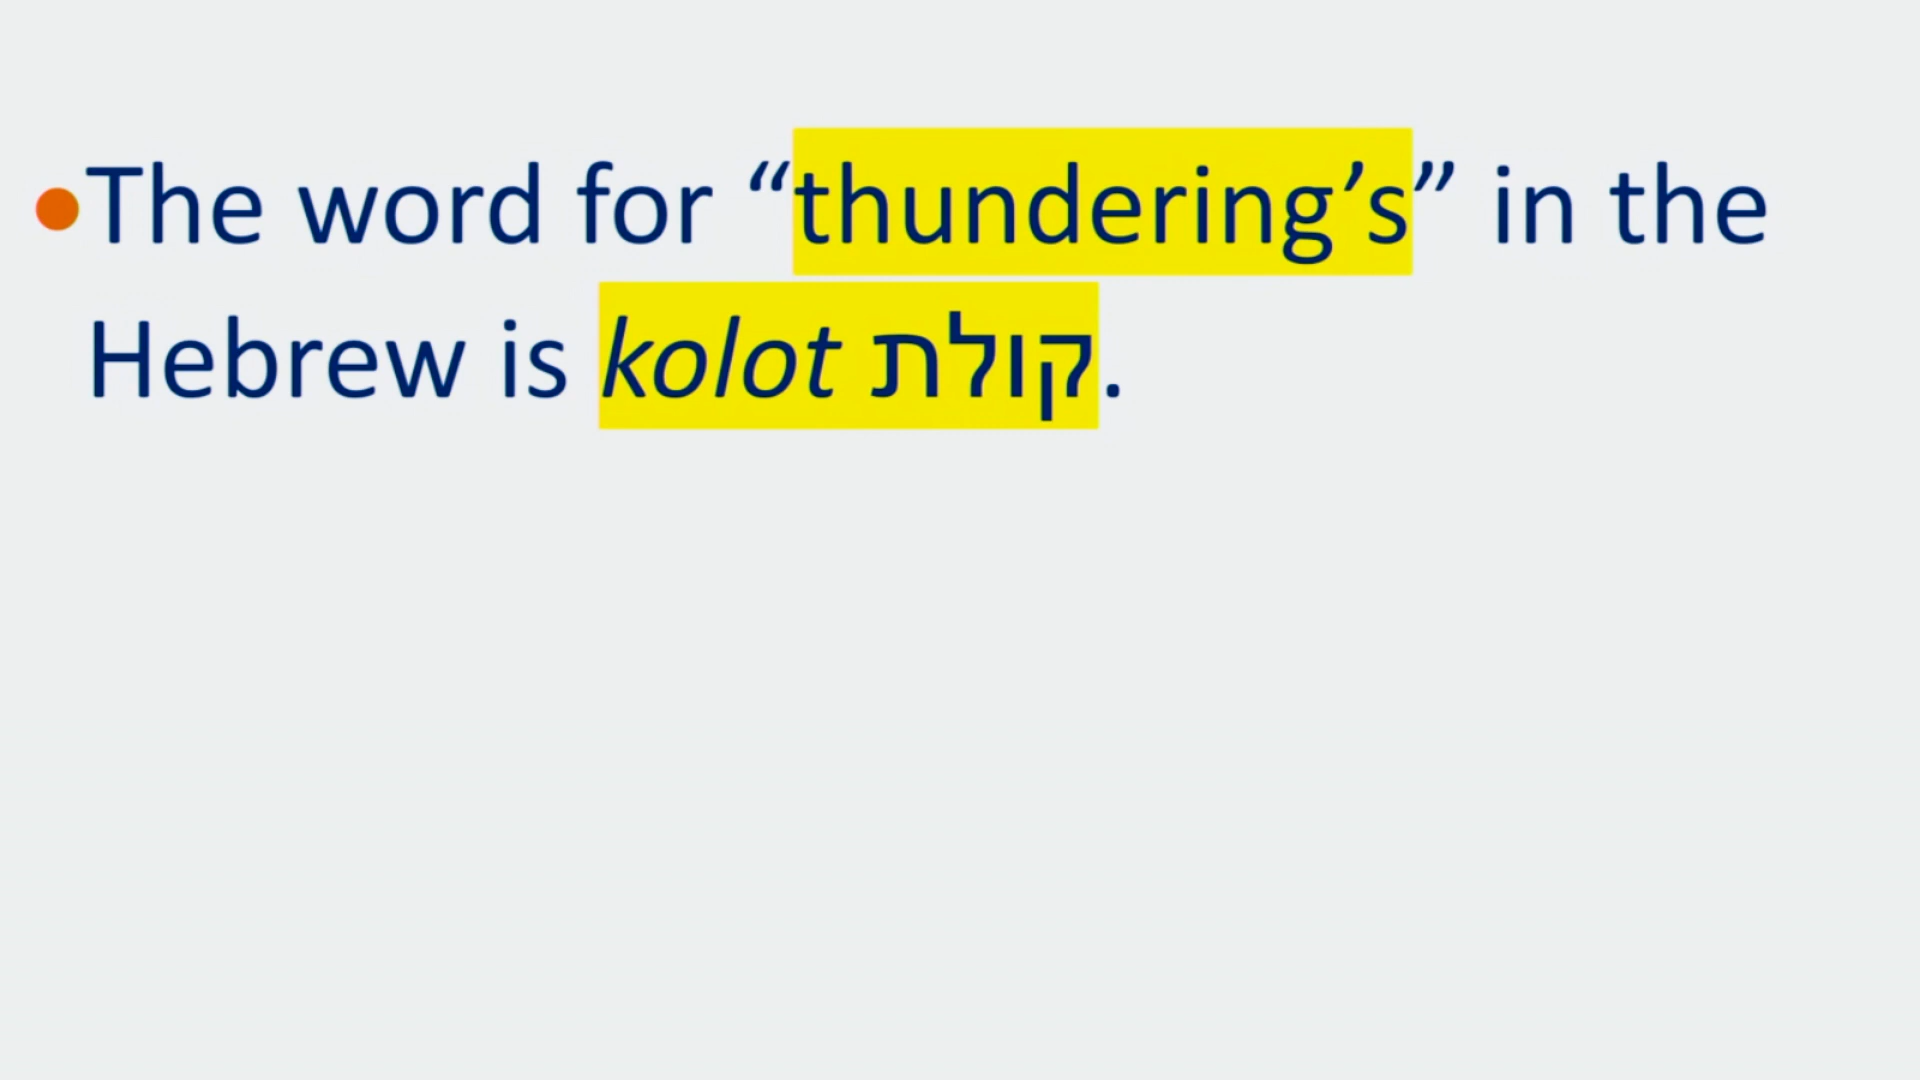 •The word for “thundering’s” in the
Hebrew is kolot קולת.